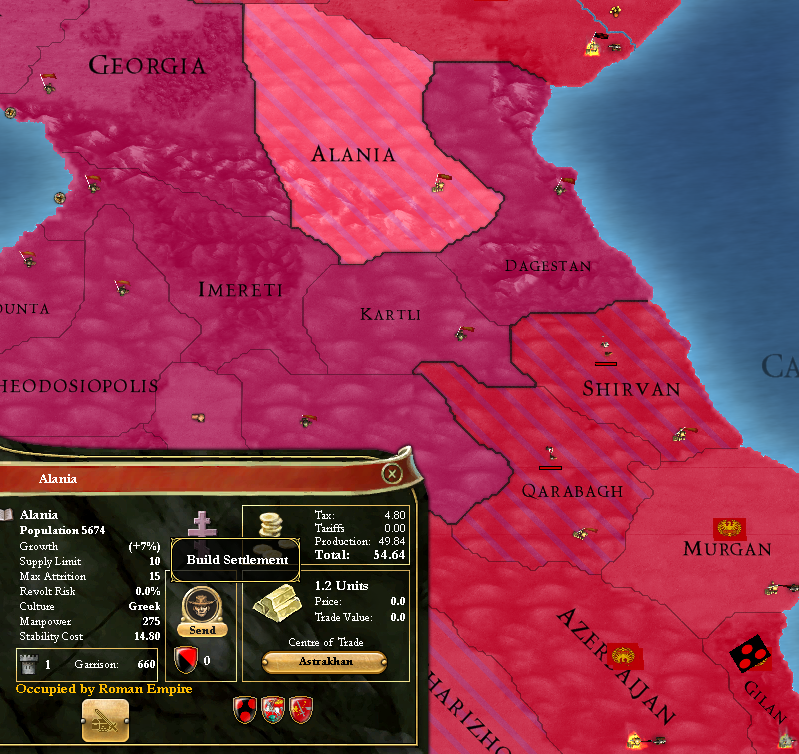 GEORGIA
ALANIA
DAGESTAN
IMERETI
KARTLI
OUNTA
HEODOSIOPOLIS
SHIRVAN
CA
QARABAGH
MURGAN
AZERBAIJAN
GILAN
HARIZHO
Alania
Alania
Population 5674
Growth (+7%)
Supply Limit 10
Max Attrition 15
Revolt Risk 0.0%
Culture Greek
Manpower 275
Stability Cost 14.80
1 Garrison: 660
Occupied by Roman Empire
Build Settlement
Send
0
Tax: 4.80
Tariffs 0.00
Production: 49.84
Total: 54.64
1.2 Units
Price: 0.0
Trade Value: 0.0
Centre of Trade
Astrakhan